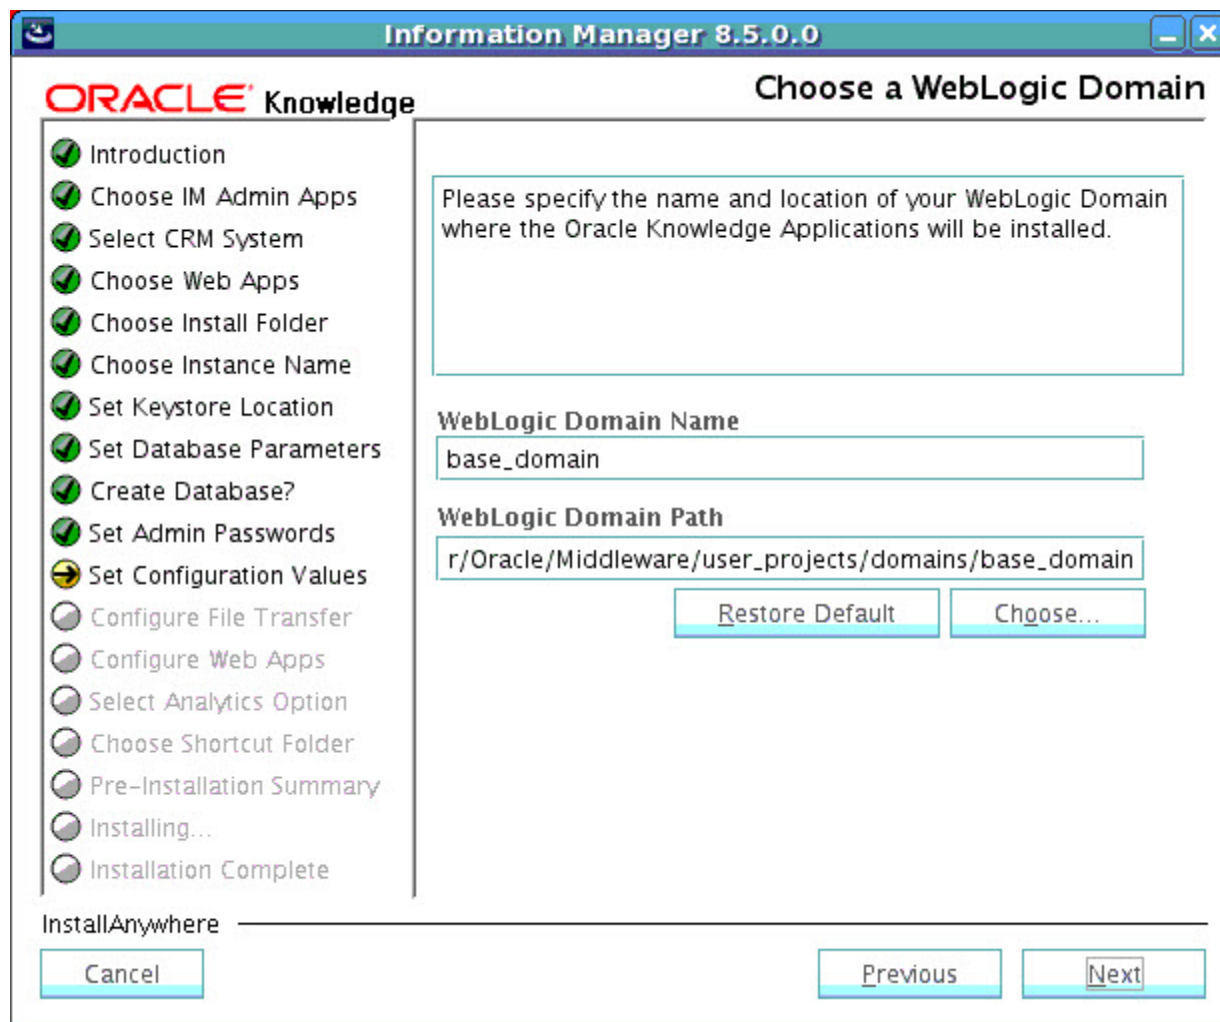 Information Manager 8.5.0.0
ORACLE Knowledge
Choose a WebLogic Domain
Introduction
Choose IM Admin Apps
Select CRM System
Choose Web Apps
Choose Install Folder
Choose Instance Name
Set Keystore Location
Set Database Parameters
Create Database?
Set Admin Passwords
Set Configuration Values
Configure File Transfer
Configure Web Apps
Select Analytics Option
Choose Shortcut Folder
Pre-Installation Summary
Installing...
Installation Complete
Please specify the name and location of your WebLogic Domain
where the Oracle Knowledge Applications will be installed.
WebLogic Domain Name
base_domain
WebLogic Domain Path
r/Oracle/Middleware/user_projects/domains/base_domain
Restore Default
Choose...
InstallAnywhere
Cancel
Previous
Next